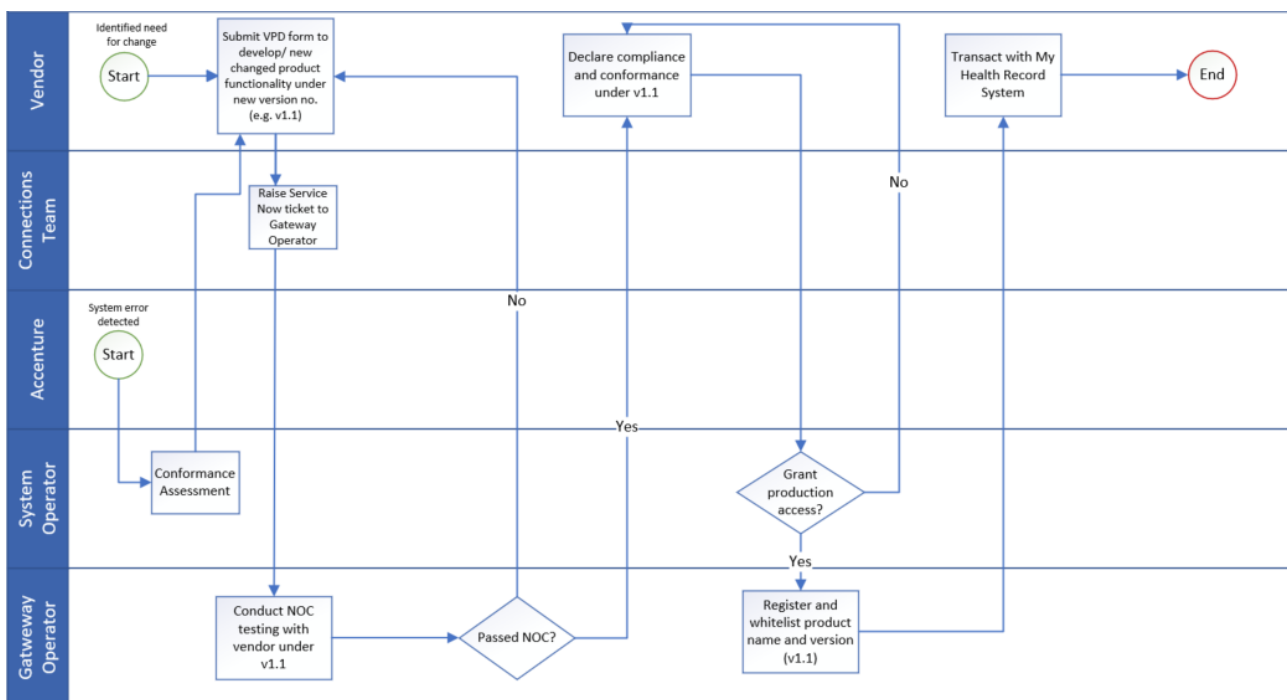 Vendor
Identified need
for change
Start
Submit VPD form to
develop/ new
changed product
functionality under
new version no.
(e.g. v1.1)
Declare compliance
and conformance
under v1.1
Transact with My
Health Record
System
End
Connections
Team
Raise Service
Now ticket to
Gateway
Operator
No
Accenture
System error
detected
Start
No
Yes
System
Operator
Conformance
Assessment
Grant
production
access?
Yes
Gatweway
Operator
Conduct NOC
testing with
vendor under
v1.1
Passed NOC?
Register and
whitelist product
name and version
(v1.1)